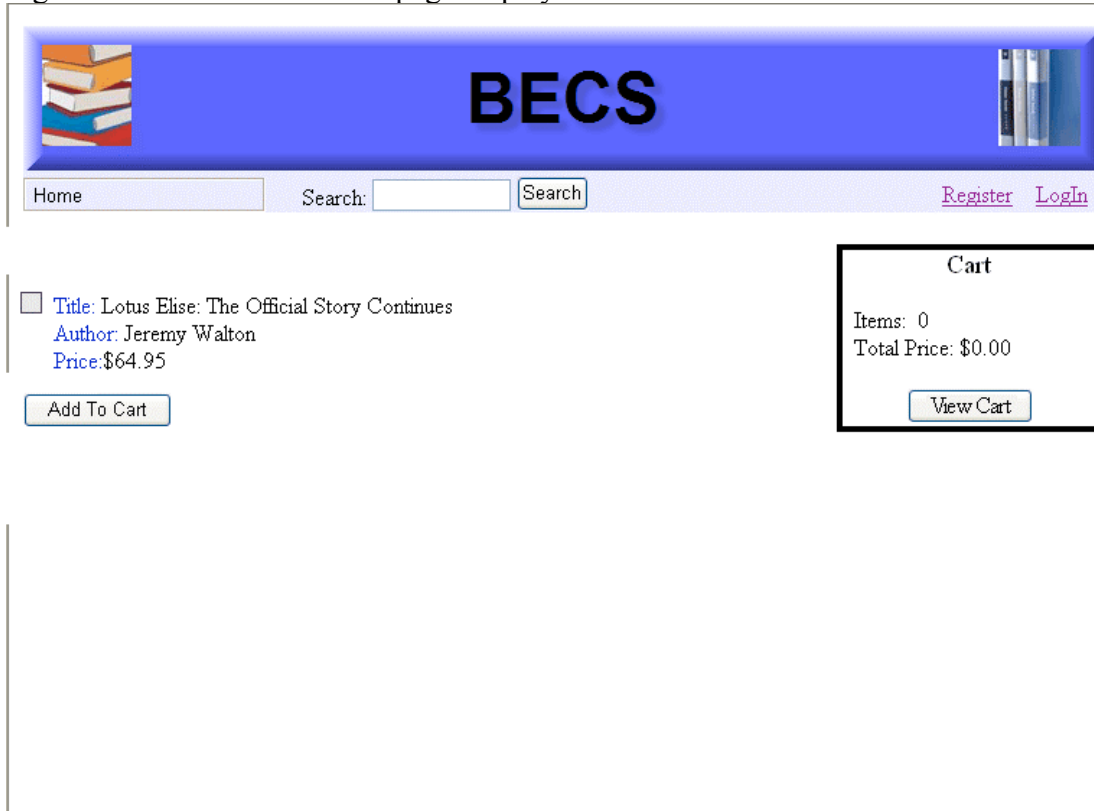 BECS
Home Search: Search Register LogIn
Cart
Title: Lotus Elise: The Official Story Continues
Author: Jeremy Walton
Price:$64.95
Items: 0
Total Price: $0.00
Add To Cart
View Cart